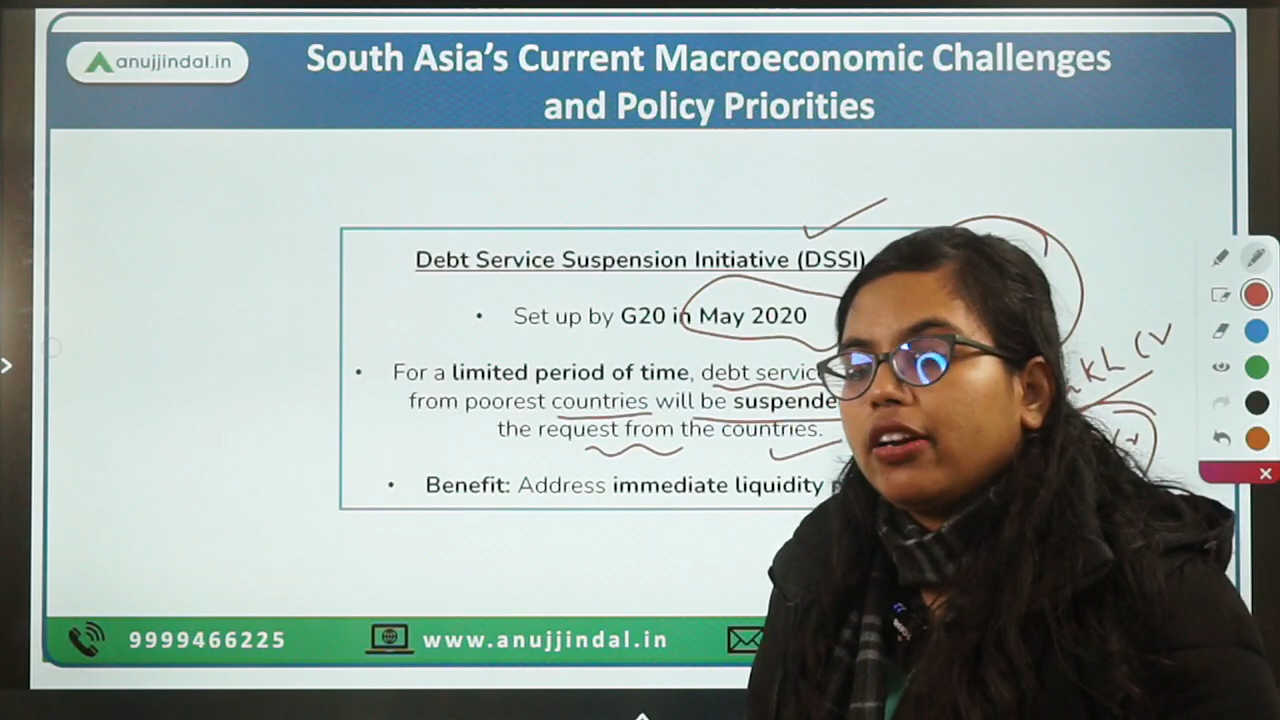 anujjindal.in
South Asia's Current Macroeconomic Challenges
and Policy Priorities
Debt Service Suspension Initiative (DSSI)
• Set up by G20 in May 2020
• For a limited period of time, debt
from poorest countries will be
the request from the countries.
• Benefit: Address immediate liquidity
9999466225
www.anujjindal.in